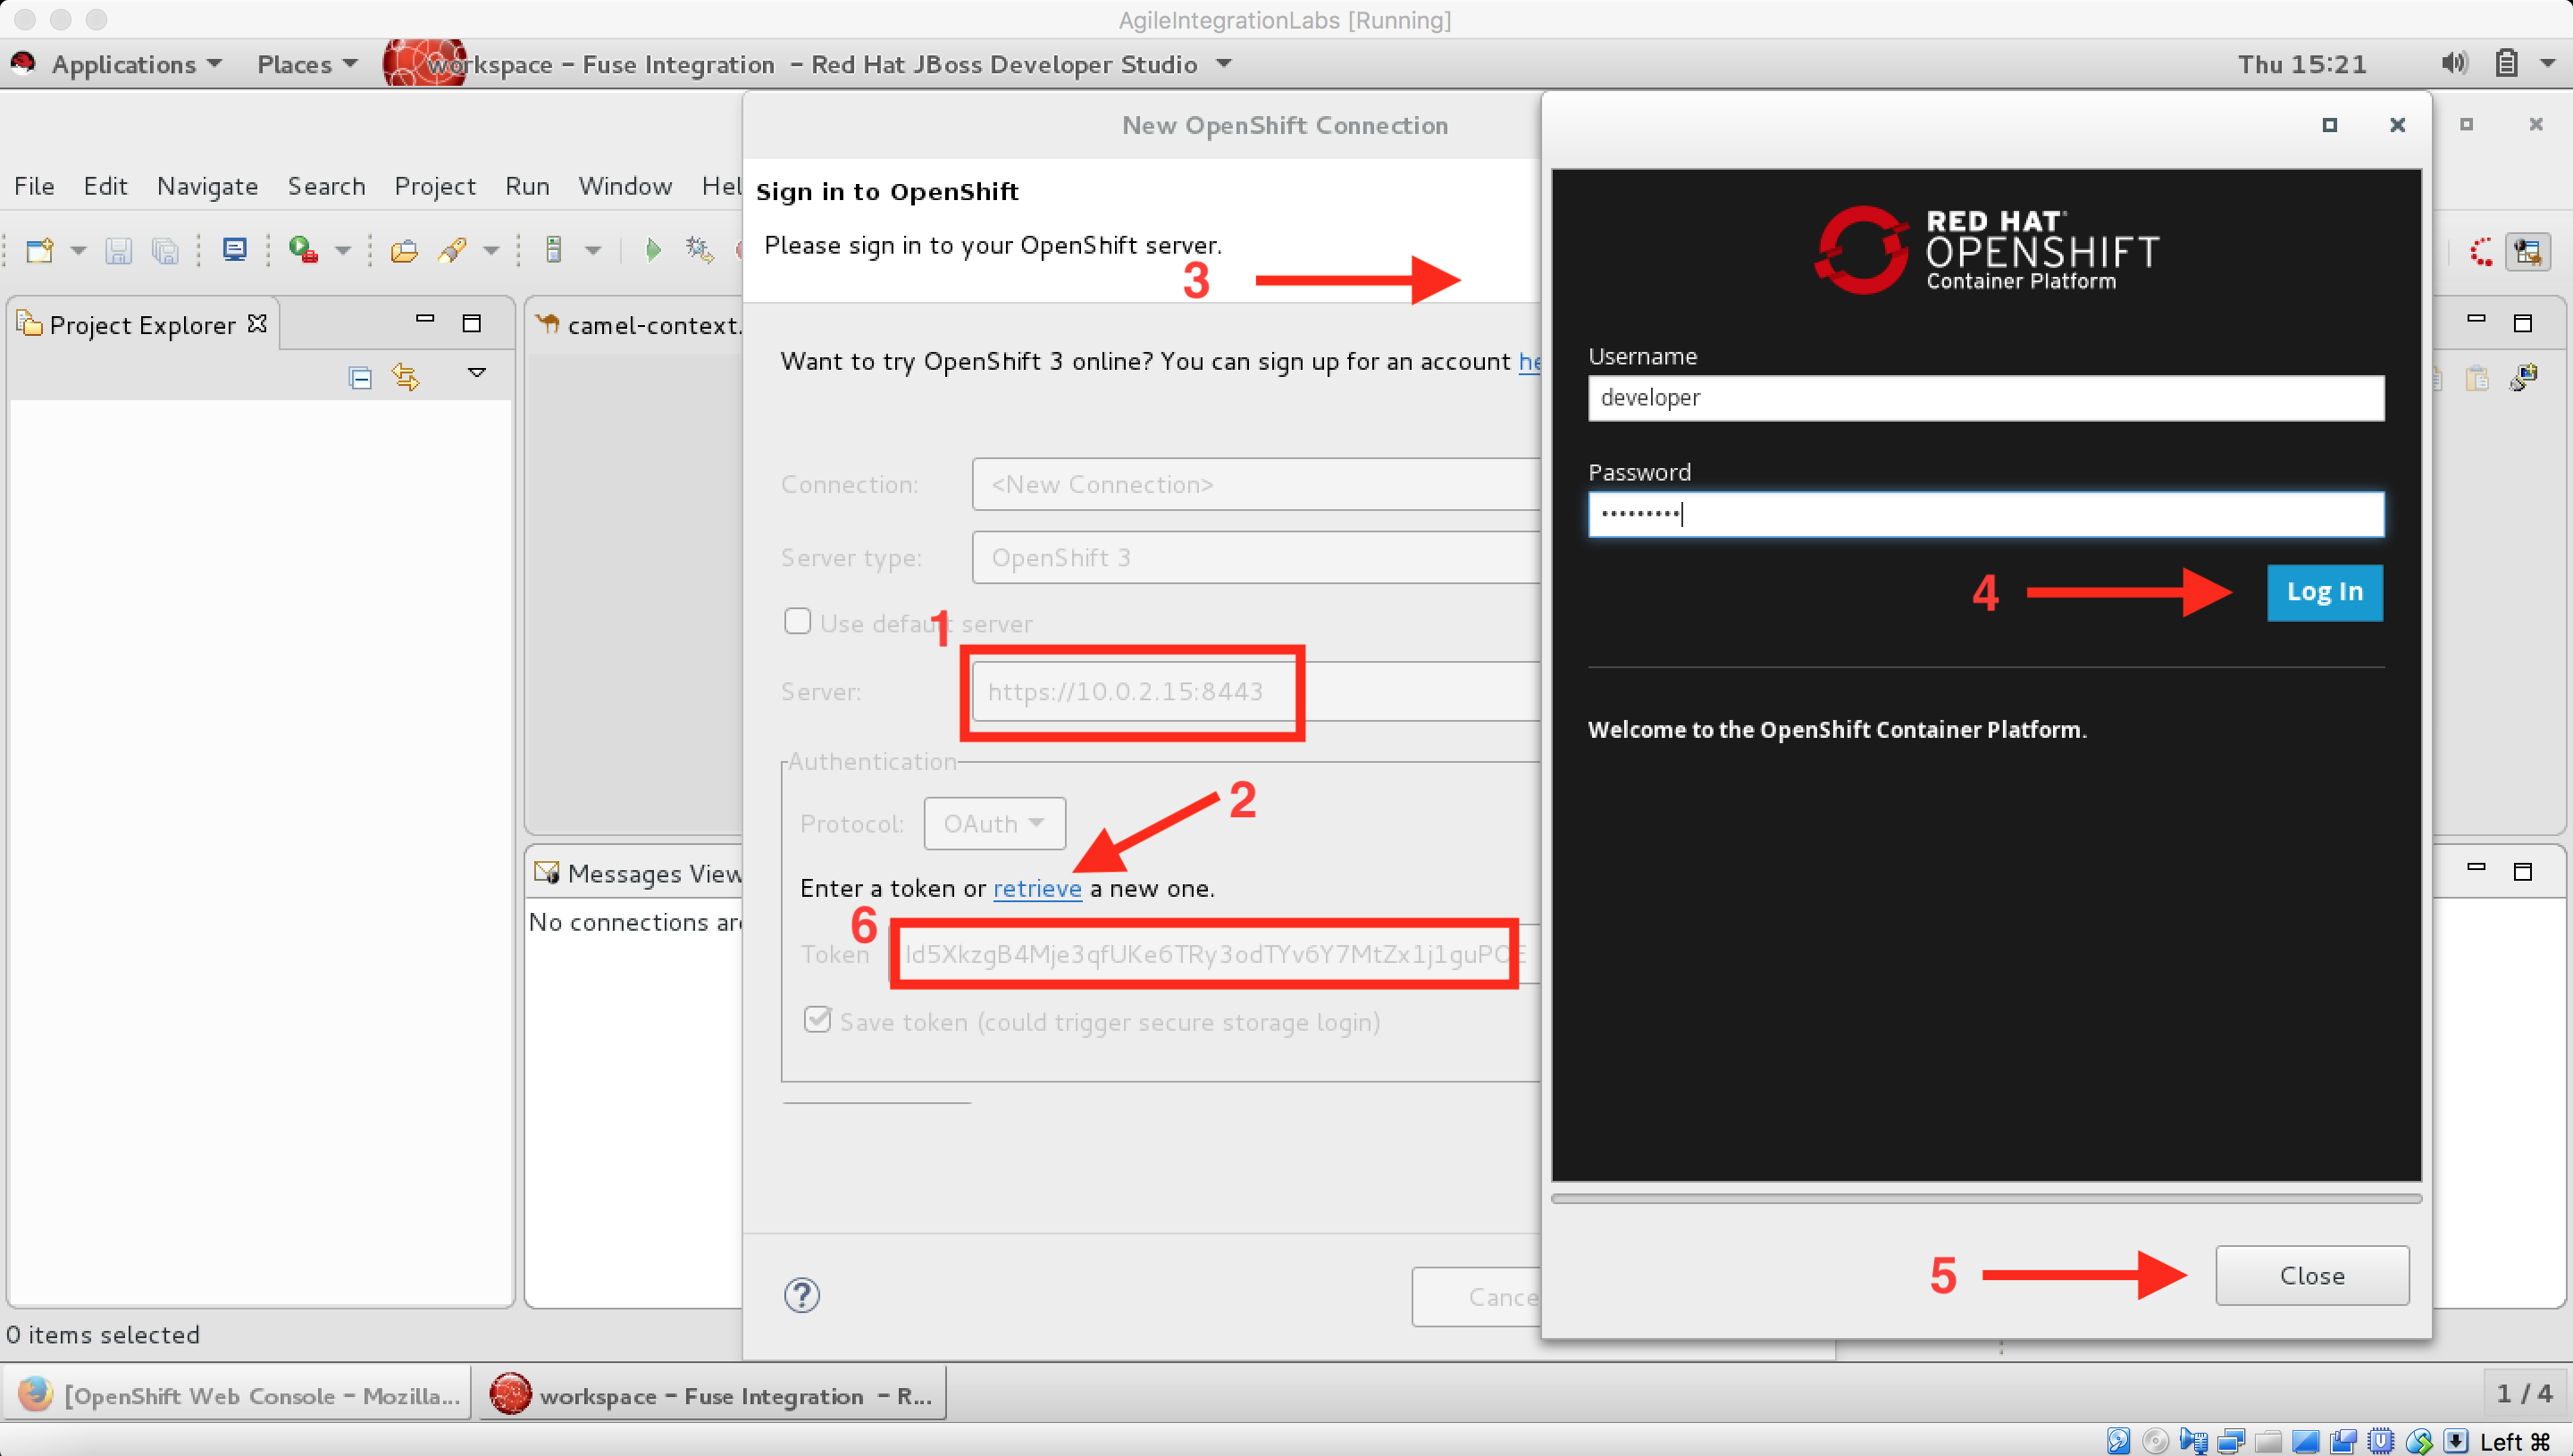 AgileIntegrationLabs [Running]
Applications Places workspace - Fuse Integration - Red Hat JBoss Developer Studio Thu 15:21
New OpenShift Connection
File Edit Navigate Search Project Run Window Hel
Sign in to OpenShift
Please sign in to your OpenShift server.
3
RED HAT
OPENSHIFT
Container Platform
Project Explorer
camel-context.
Want to try OpenShift 3 online? You can sign up for an account he
Username
developer
Connection: <New Connection>
Password
•••••••••
Server type: OpenShift 3
4
Log In
Use default server
1
Server: https://10.0.2.15:8443
Welcome to the OpenShift Container Platform.
Authentication
2
Protocol: OAuth
Messages View
Enter a token or retrieve a new one.
No connections are
6
Token ld5XkzgB4Mje3qfUKe6TRy3odTYv6Y7MtZx1j1guPOE
Save token (could trigger secure storage login)
5
Close
Cance
0 items selected
[OpenShift Web Console - Mozilla...
workspace - Fuse Integration - R...
1 / 4
Left ⌘